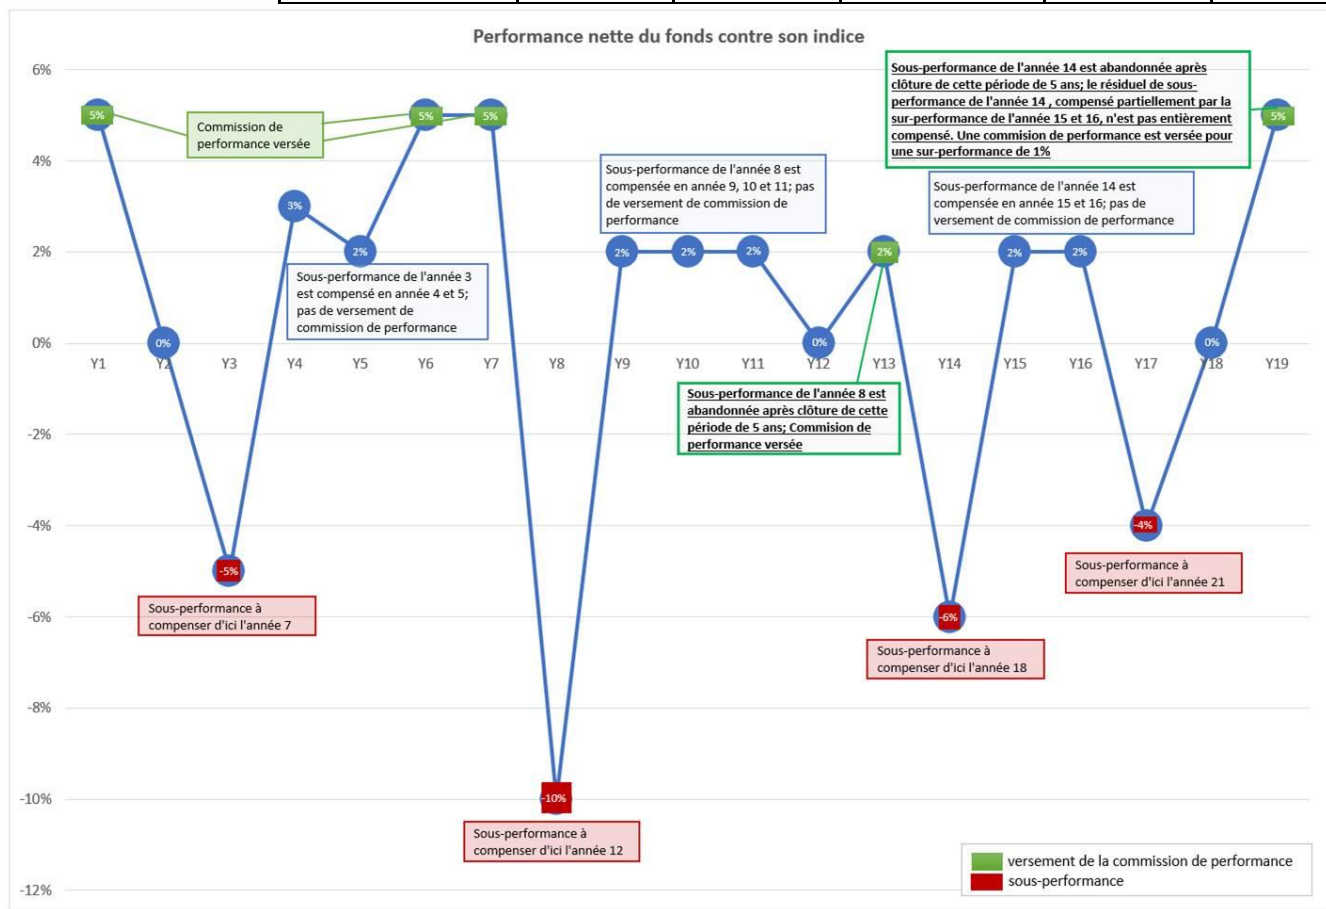 Performance nette du fonds contre son indice
6%
4%
2%
0%
-2%
-4%
-6%
-8%
-10%
-12%
Commission de
performance versée
Sous-performance de l'année 3
est compensé en année 4 et 5;
pas de versement de
commission de performance
Sous-performance de l'année 8 est
compensée en année 9, 10 et 11; pas
de versement de commission de
performance
Sous-performance de l'année 14 est abandonnée après
clôture de cette période de 5 ans; le résiduel de sous-
performance de l'année 14 , compensé partiellement par la
sur-performance de l'année 15 et 16, n'est pas entièrement
compensé. Une commision de performance est versée pour
une sur-performance de 1%
Sous-performance de l'année 14 est
compensée en année 15 et 16; pas de
versement de commission de performance
Sous-performance de l'année 8 est
abandonnée après clôture de cette
période de 5 ans; Commision de
performance versée
5%
0%
-5%
3%
2%
5%
5%
-10%
2%
2%
2%
0%
2%
-6%
2%
2%
-4%
0%
5%
Y1
Y2
Y3
Y4
Y5
Y6
Y7
Y8
Y9
Y10
Y11
Y12
Y13
Y14
Y15
Y16
Y17
Y18
Y19
Sous-performance à
compenser d'ici l'année 7
Sous-performance à
compenser d'ici l'année 12
Sous-performance à
compenser d'ici l'année 18
Sous-performance à
compenser d'ici l'année 21
versement de la commission de performance
sous-performance